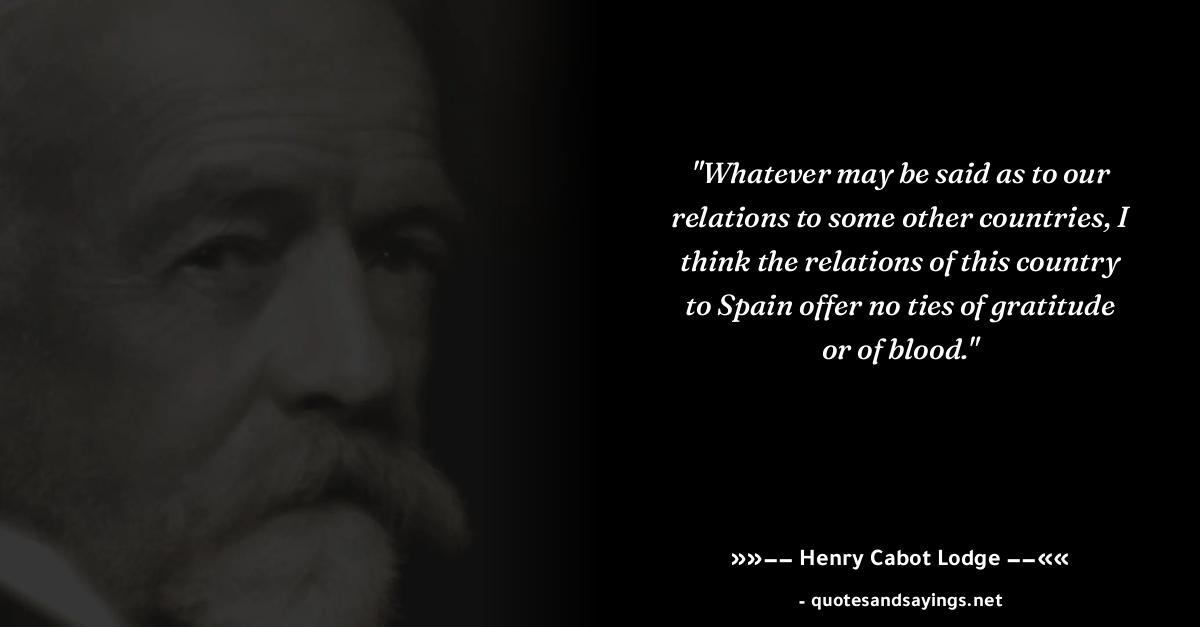 "Whatever may be said as to our
relations to some other countries, I
think the relations of this country
to Spain offer no ties of gratitude
or of blood."
»»−− Henry Cabot Lodge −−««
- quotesandsayings.net